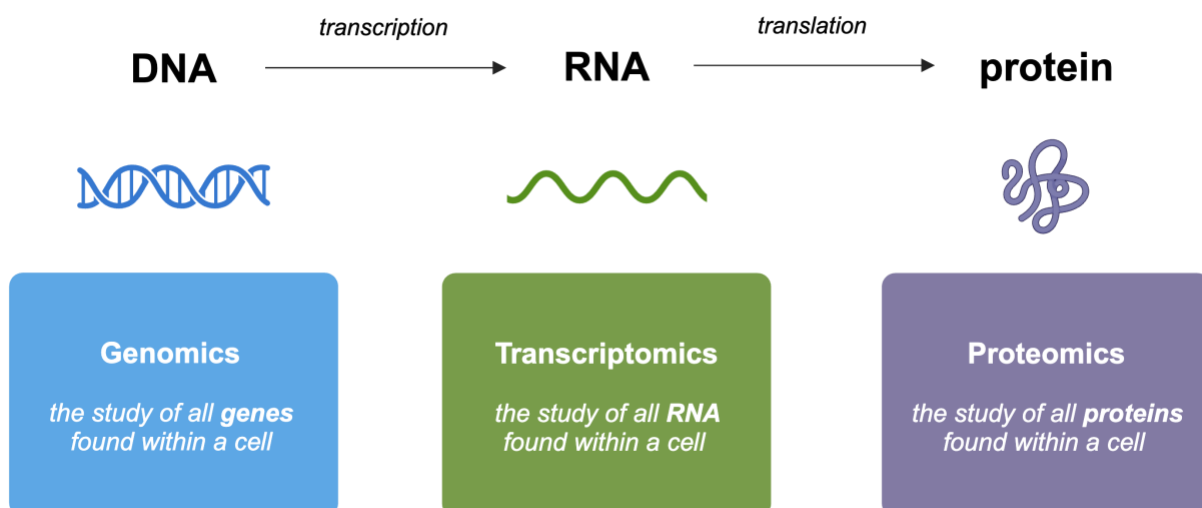 transcription
translation
DNA
RNA
protein
Genomics
the study of all genes
found within a cell
Transcriptomics
the study of all RNA
found within a cell
Proteomics
the study of all proteins
found within a cell